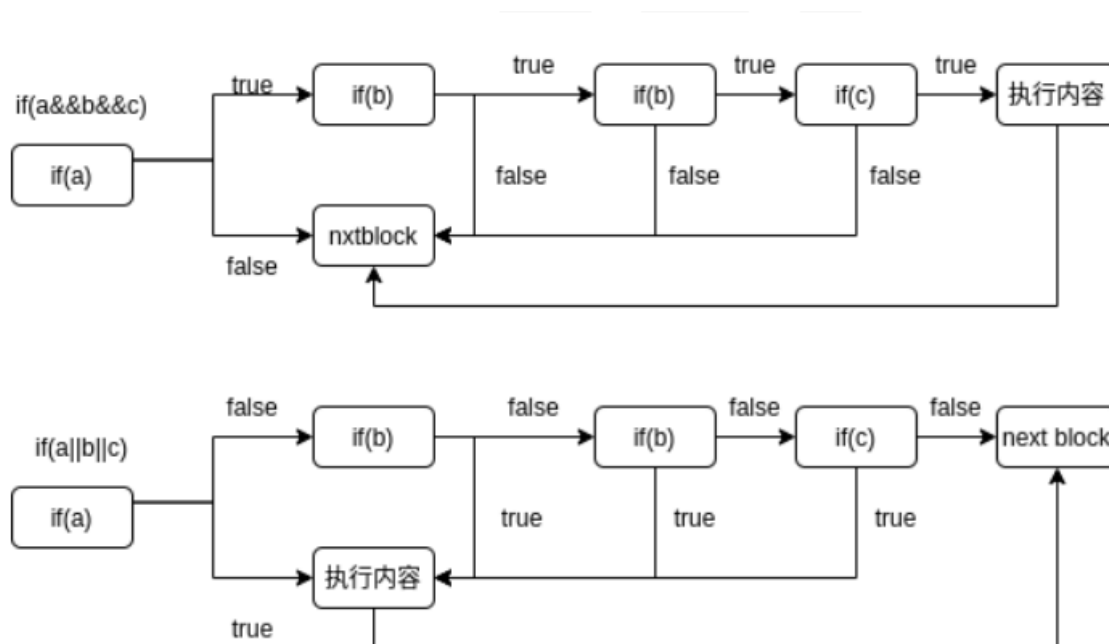 true
true
true
true
if(a&&b&&c)
if(b)
if(b)
if(c)
执行内容
if(a)
false
false
false
nxtblock
false
false
false
false
false
if(a||b||c)
if(b)
if(b)
if(c)
next block
if(a)
true
true
true
执行内容
true